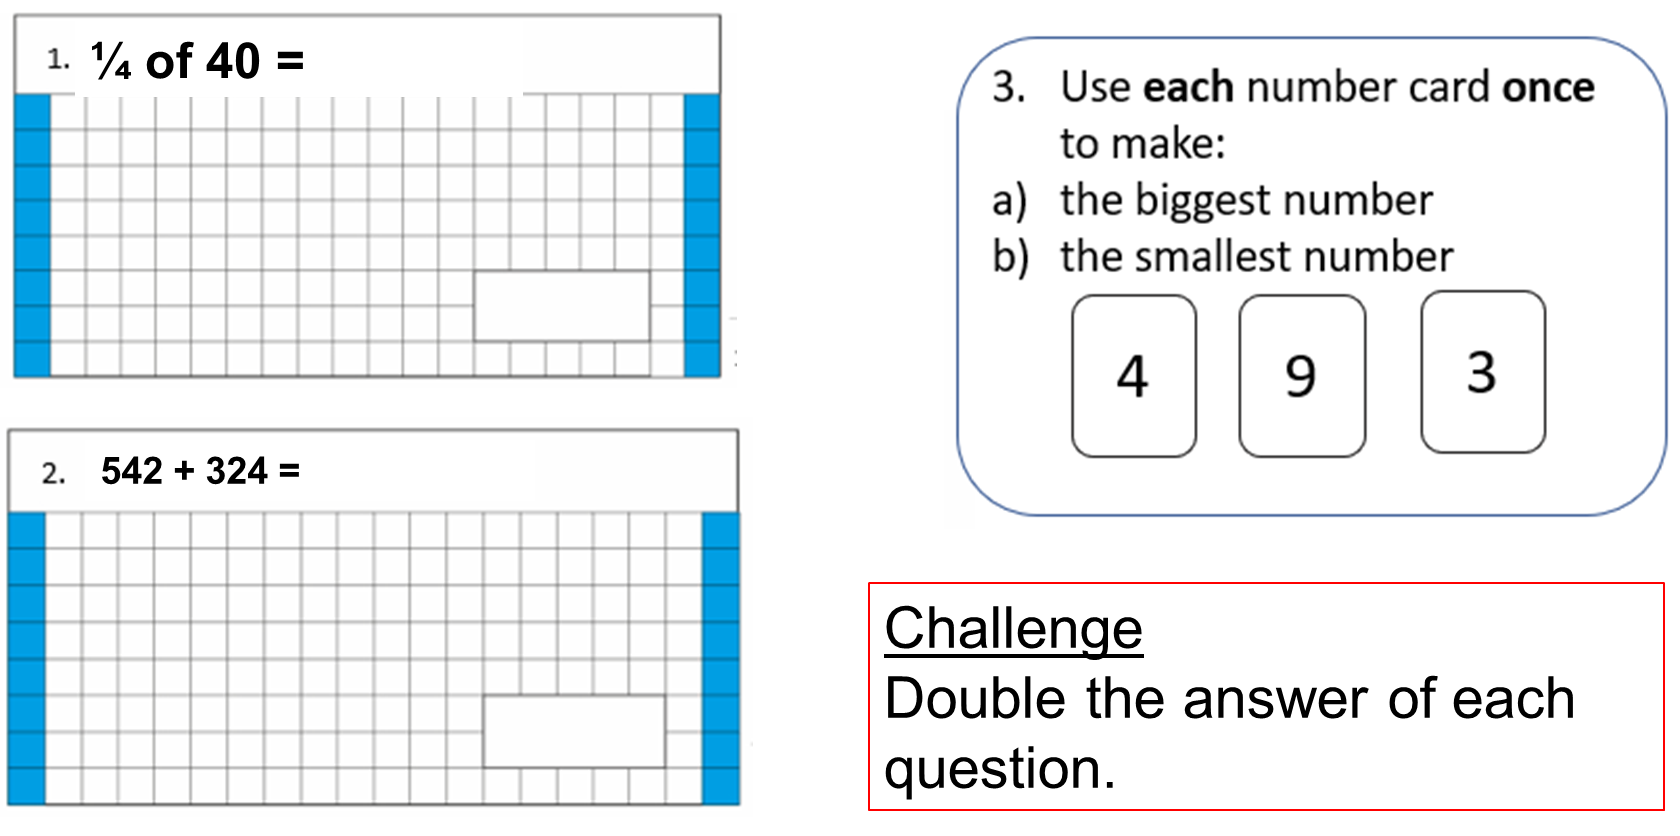 1. ¼ of 40 =
2. 542 + 324 =
3. Use each number card once
to make:
a) the biggest number
b) the smallest number
4 9 3
Challenge
Double the answer of each
question.